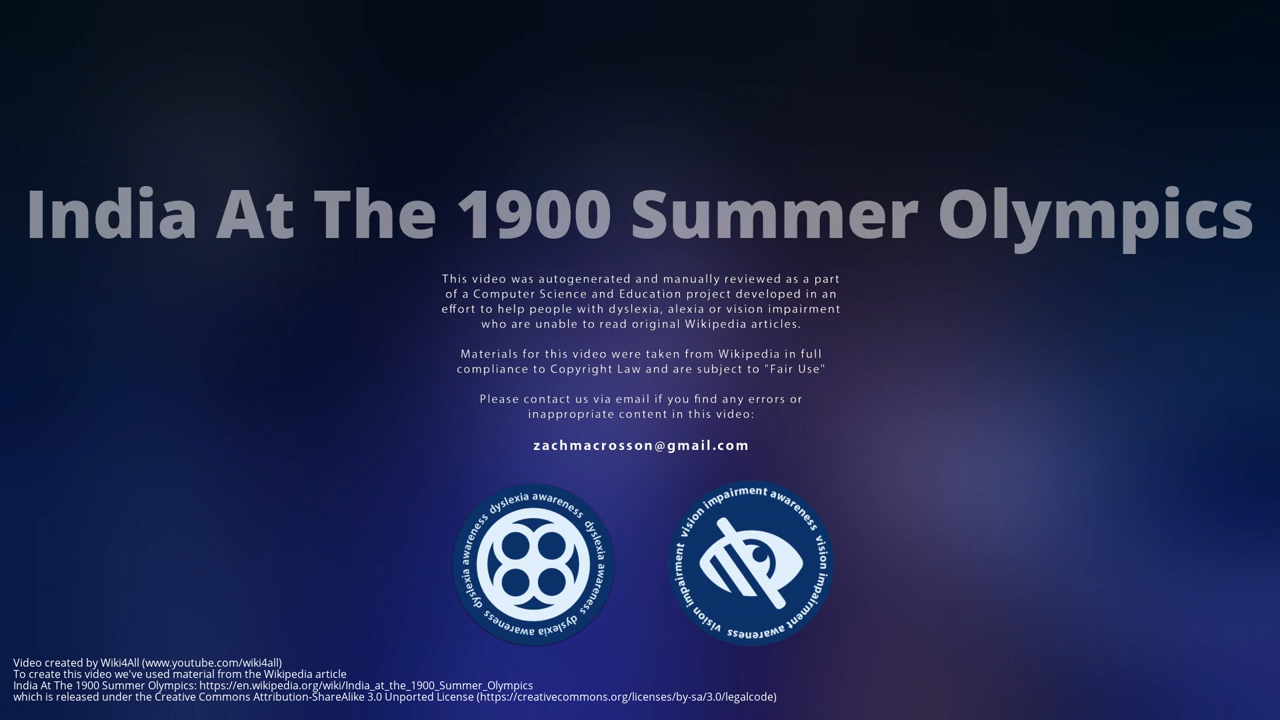 India At The 1900 Summer Olympics
This video was autogenerated and manually reviewed as a part
of a Computer Science and Education project developed in an
effort to help people with dyslexia, alexia or vision impairment
who are unable to read original Wikipedia articles.
Materials for this video were taken from Wikipedia in full
compliance to Copyright Law and are subject to "Fair Use"
Please contact us via email if you find any errors or
inappropriate content in this video:
zachmacrosson@gmail.com
dyslexia awareness dyslexia awareness dyslexia awareness dyslexia awareness
vision impairment awareness vision impairment awareness vision impairment
Video created by Wiki4All (www.youtube.com/wiki4all)
To create this video we've used material from the Wikipedia article
India At The 1900 Summer Olympics: https://en.wikipedia.org/wiki/India_at_the_1900_Summer_Olympics
which is released under the Creative Commons Attribution-ShareAlike 3.0 Unported License (https://creativecommons.org/licenses/by-sa/3.0/legalcode)